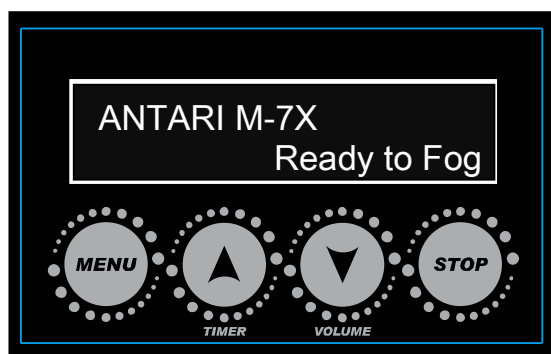 ANTARI M-7X
Ready to Fog
MENU
STOP
TIMER
VOLUME